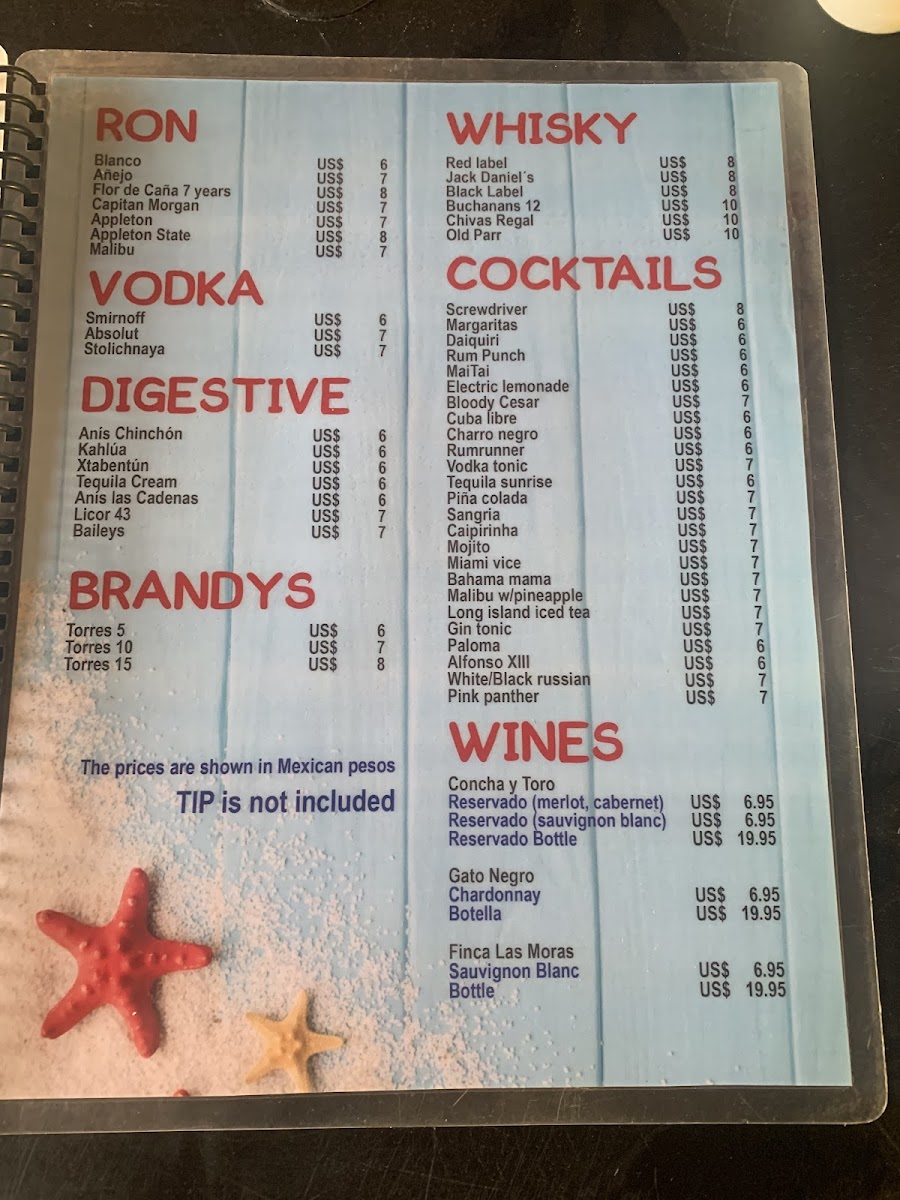 RON
Blanco US$ 6
Añejo US$ 7
Flor de Caña 7 years US$ 8
Capitan Morgan US$ 7
Appleton US$ 7
Appleton State US$ 8
Malibu US$ 7
VODKA
Smirnoff US$ 6
Absolut US$ 7
Stolichnaya US$ 7
DIGESTIVE
Anís Chinchón US$ 6
Kahlúa US$ 6
Xtabentún US$ 6
Tequila Cream US$ 6
Anís las Cadenas US$ 6
Licor 43 US$ 7
Baileys US$ 7
BRANDYS
Torres 5 US$ 6
Torres 10 US$ 7
Torres 15 US$ 8
The prices are shown in Mexican pesos
TIP is not included
WHISKY
Red label US$ 8
Jack Daniel´s US$ 8
Black Label US$ 8
Buchanans 12 US$ 10
Chivas Regal US$ 10
Old Parr US$ 10
COCKTAILS
Screwdriver US$ 8
Margaritas US$ 6
Daiquiri US$ 6
Rum Punch US$ 6
MaiTai US$ 6
Electric lemonade US$ 6
Bloody Cesar US$ 7
Cuba libre US$ 6
Charro negro US$ 6
Rumrunner US$ 6
Vodka tonic US$ 7
Tequila sunrise US$ 6
Piña colada US$ 7
Sangria US$ 7
Caipirinha US$ 7
Mojito US$ 7
Miami vice US$ 7
Bahama mama US$ 7
Malibu w/pineapple US$ 7
Long island iced tea US$ 7
Gin tonic US$ 7
Paloma US$ 6
Alfonso XIII US$ 6
White/Black russian US$ 7
Pink panther US$ 7
WINES
Concha y Toro
Reservado (merlot, cabernet) US$ 6.95
Reservado (sauvignon blanc) US$ 6.95
Reservado Bottle US$ 19.95
Gato Negro
Chardonnay US$ 6.95
Botella US$ 19.95
Finca Las Moras
Sauvignon Blanc US$ 6.95
Bottle US$ 19.95